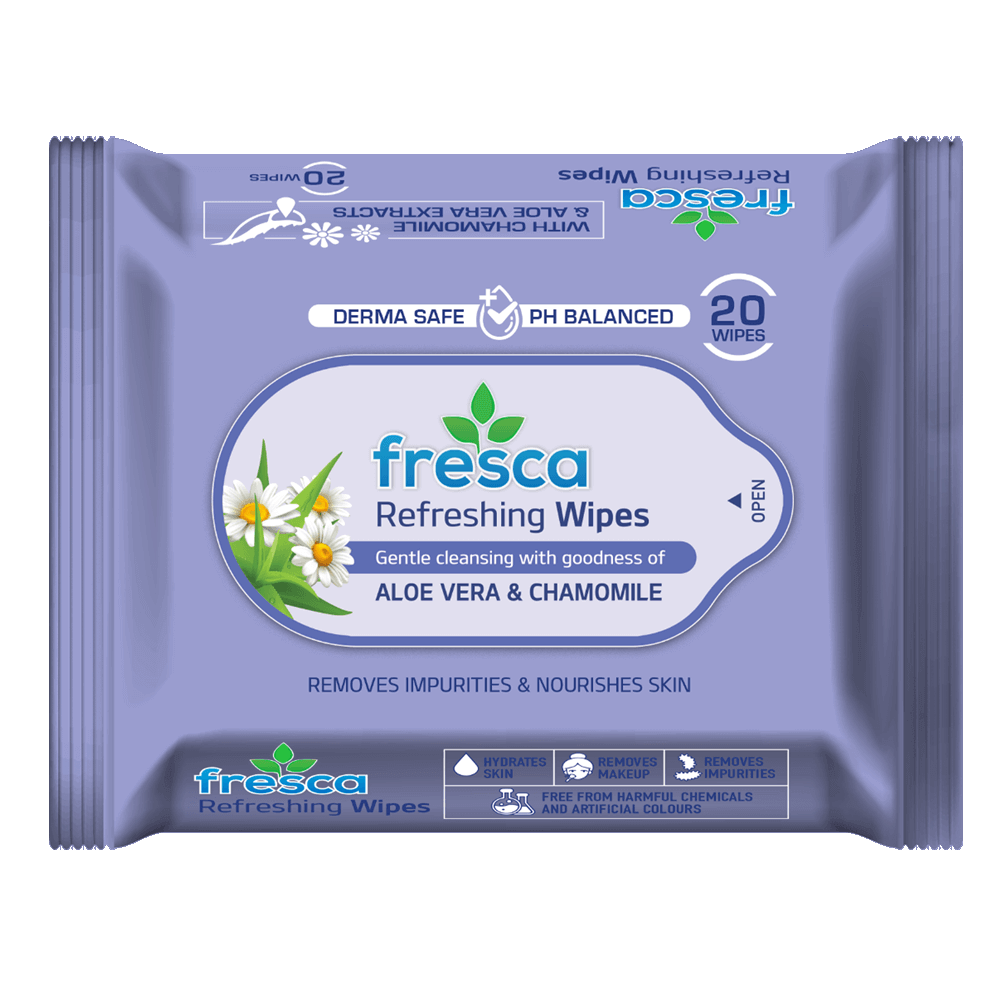 20 WIPES
fresca
Refreshing Wipes
WITH CHAMOMILE
& ALOE VERA EXTRACTS
DERMA SAFE PH BALANCED
20
WIPES
fresca
Refreshing Wipes
Gentle cleansing with goodness of
ALOE VERA & CHAMOMILE
OPEN
REMOVES IMPURITIES & NOURISHES SKIN
fresca
Refreshing Wipes
HYDRATES
SKIN
REMOVES
MAKEUP
REMOVES
IMPURITIES
FREE FROM HARMFUL CHEMICALS
AND ARTIFICIAL COLOURS